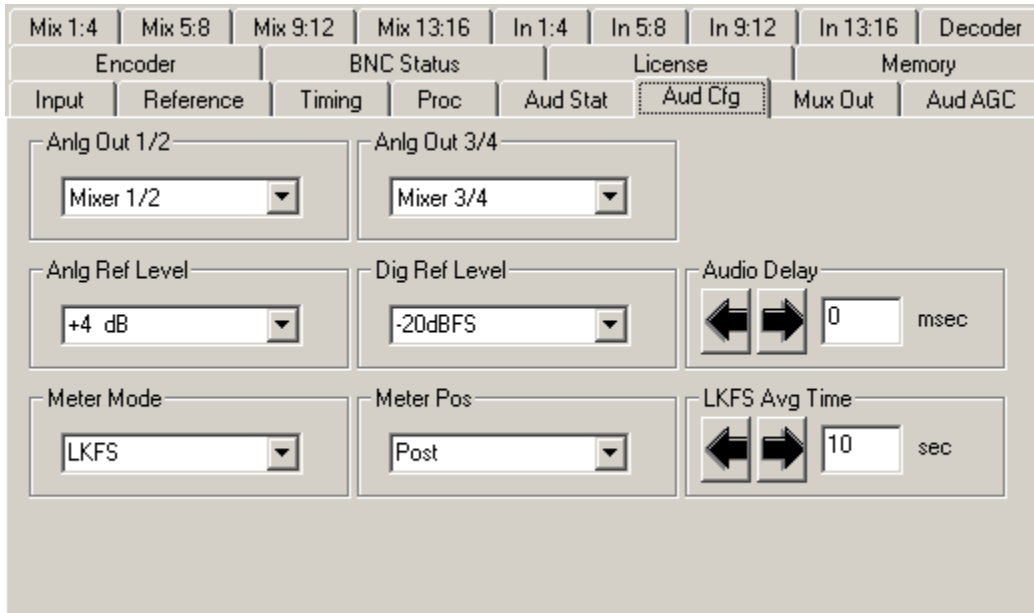 Mix 1:4 Mix 5:8 Mix 9:12 Mix 13:16 In 1:4 In 5:8 In 9:12 In 13:16 Decoder
Encoder BNC Status License Memory
Input Reference Timing Proc Aud Stat Aud Cfg Mux Out Aud AGC
Anlg Out 1/2 Anlg Out 3/4
Mixer 1/2 Mixer 3/4
Anlg Ref Level Dig Ref Level Audio Delay
+4 dB -20dBFS 0 msec
Meter Mode Meter Pos LKFS Avg Time
LKFS Post 10 sec